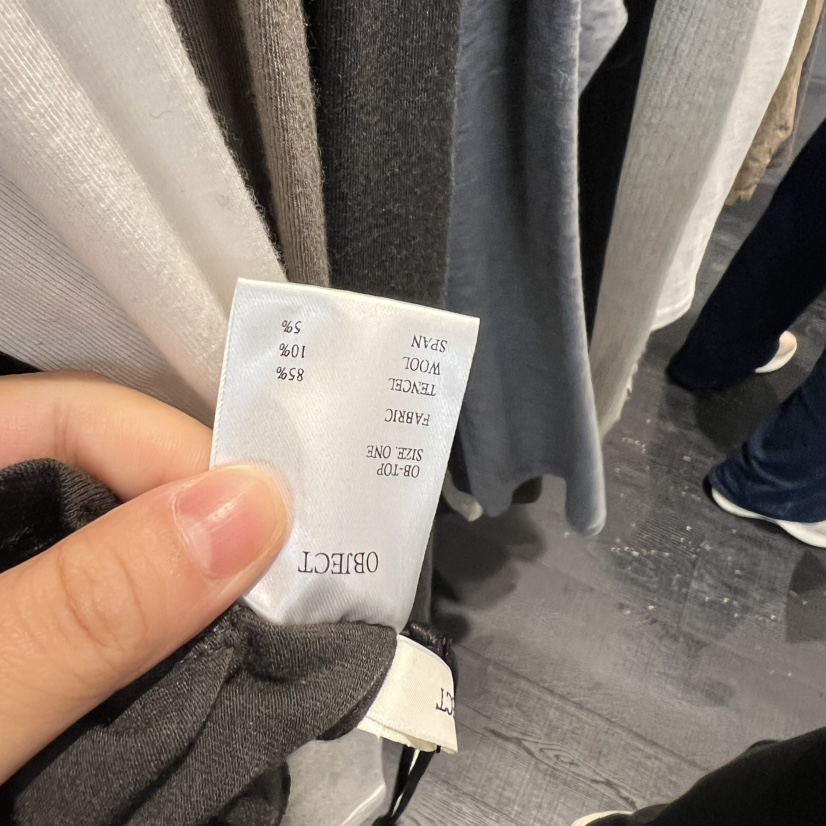 OBJECT
OB-TOP
SIZE. ONE
FABRIC
TENCEL 85%
WOOL 10%
SPAN 5%